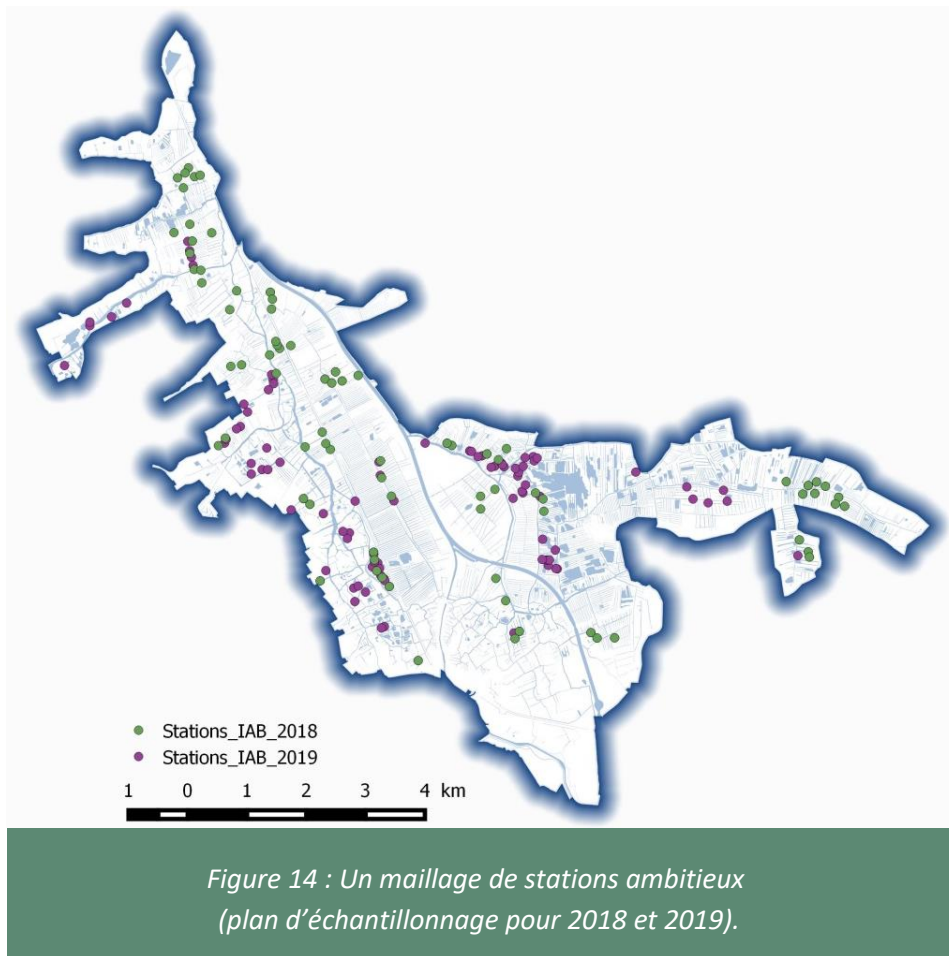 Stations_IAB_2018
Stations_IAB_2019
1 0 1 2 3 4 km
Figure 14 : Un maillage de stations ambitieux
(plan d’échantillonnage pour 2018 et 2019).